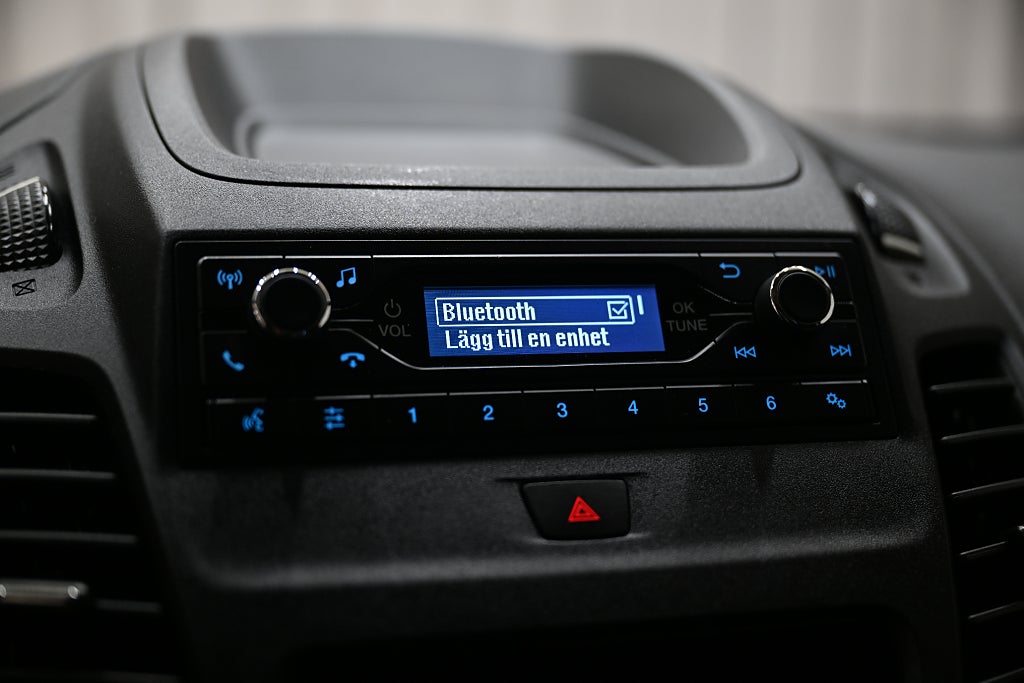 Bluetooth
Lägg till en enhet
VOL
OK
TUNE
1 2 3 4 5 6